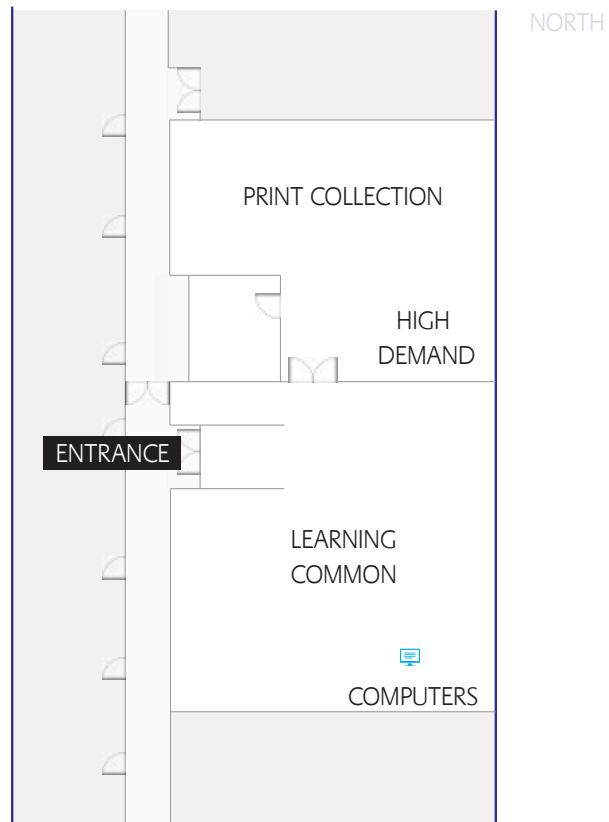 NORTH
PRINT COLLECTION
HIGH
DEMAND
ENTRANCE
LEARNING
COMMON
COMPUTERS